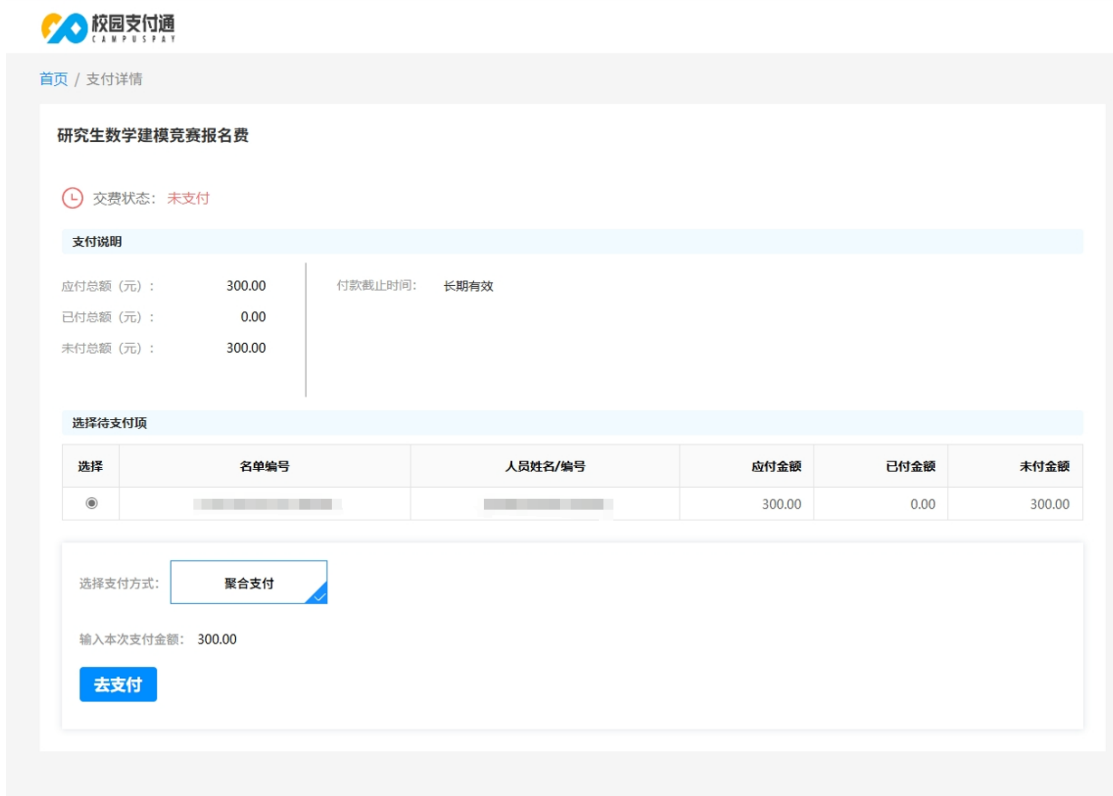 校园支付通
CAMPUSPAY
首页 / 支付详情
研究生数学建模竞赛报名费
交费状态： 未支付
支付说明
应付总额（元）： 300.00 付款截止时间： 长期有效
已付总额（元）： 0.00
未付总额（元）： 300.00
选择待支付项
选择 名单编号 人员姓名/编号 应付金额 已付金额 未付金额
300.00 0.00 300.00
选择支付方式： 聚合支付
输入本次支付金额： 300.00
去支付